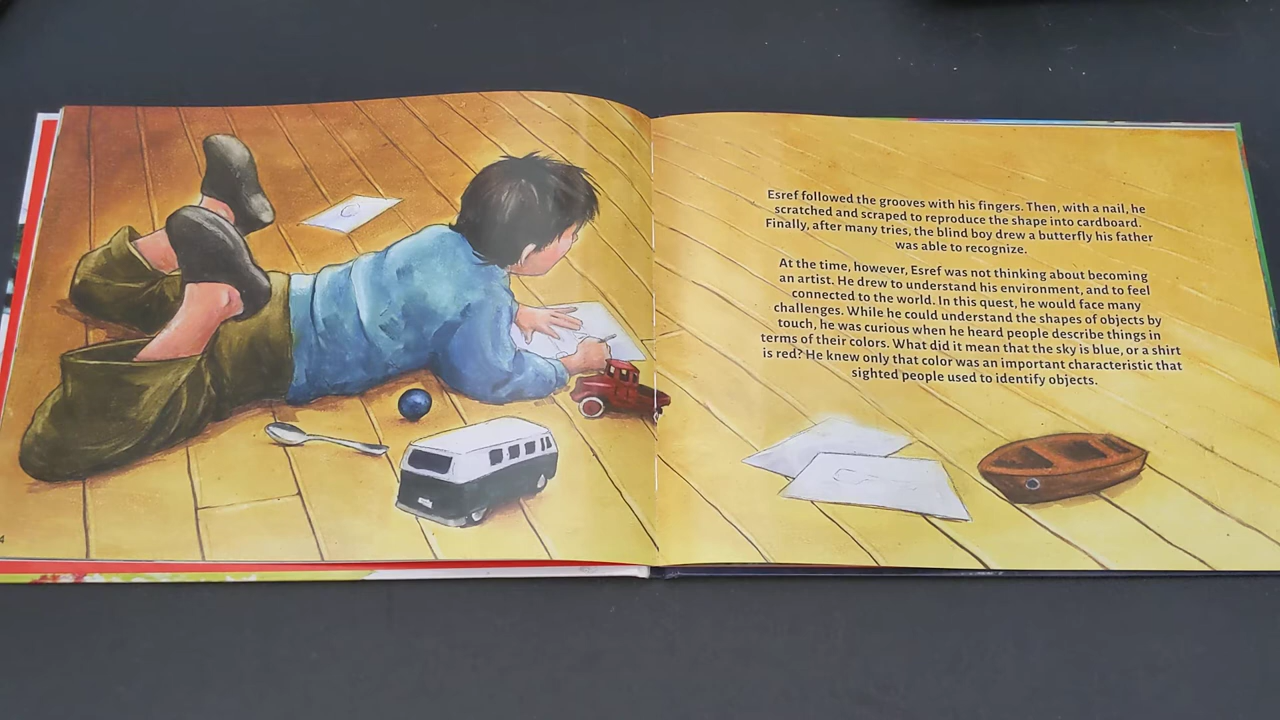 Esref followed the grooves with his fingers. Then, with a nail, he
scratched and scraped to reproduce the shape into cardboard.
Finally, after many tries, the blind boy drew a butterfly his father
was able to recognize.
At the time, however, Esref was not thinking about becoming
an artist. He drew to understand his environment, and to feel
connected to the world. In this quest, he would face many
challenges. While he could understand the shapes of objects by
touch, he was curious when he heard people describe things in
terms of their colors. What did it mean that the sky is blue, or a shirt
is red? He knew only that color was an important characteristic that
sighted people used to identify objects.
4